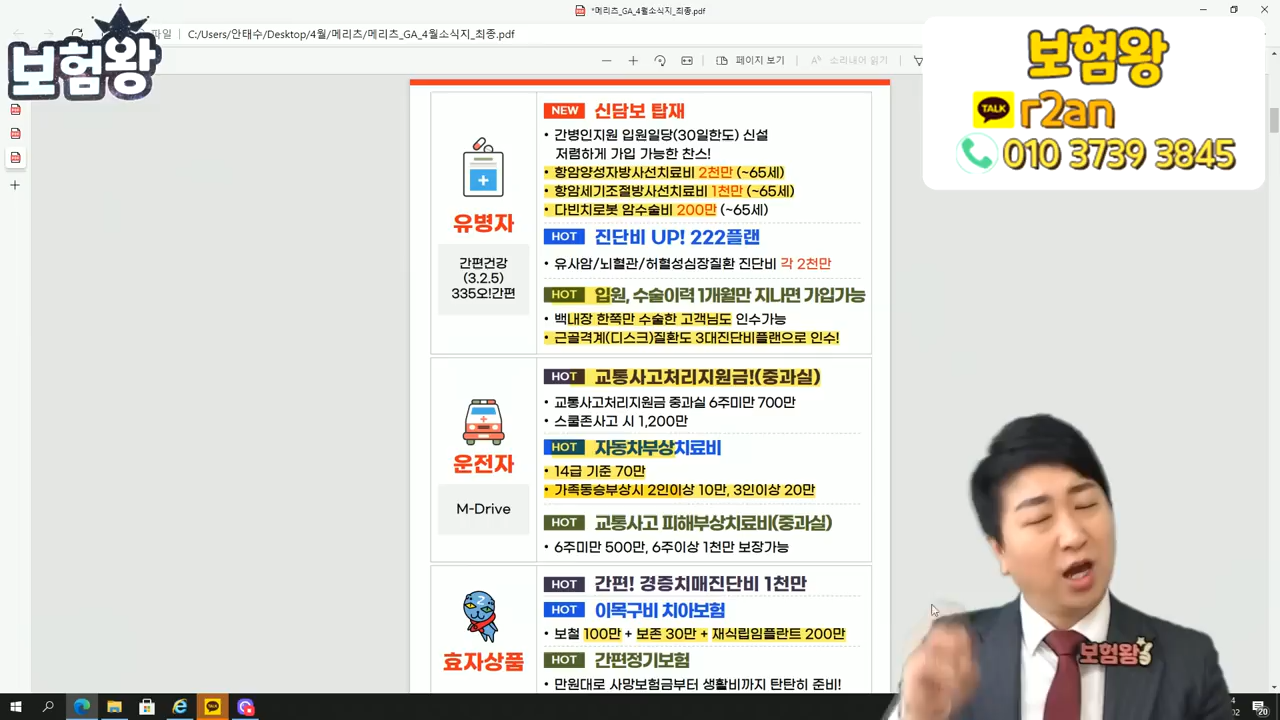 *메리츠_GA_4월소식지_최종.pdf
파일
C:/Users/안태수/Desktop/4월/메리츠/메리츠_GA_4월소식지_최종.pdf
보험왕
페이지 보기
소리내어 읽기
보험왕
TALK r2an
010 3739 3845
유병자
간편건강
(3.2.5)
335오!간편
NEW 신담보 탑재
• 간병인지원 입원일당(30일한도) 신설
저렴하게 가입 가능한 찬스!
• 항암양성자방사선치료비 2천만 (~65세)
• 항암세기조절방사선치료비 1천만 (~65세)
• 다빈치로봇 암수술비 200만 (~65세)
HOT 진단비 UP! 222플랜
• 유사암/뇌혈관/허혈성심장질환 진단비 각 2천만
HOT 입원, 수술이력 1개월만 지나면 가입가능
• 백내장 한쪽만 수술한 고객님도 인수가능
• 근골격계(디스크)질환도 3대진단비플랜으로 인수!
운전자
M-Drive
HOT 교통사고처리지원금!(중과실)
• 교통사고처리지원금 중과실 6주미만 700만
• 스쿨존사고 시 1,200만
HOT 자동차부상치료비
• 14급 기준 70만
• 가족동승부상시 2인이상 10만, 3인이상 20만
HOT 교통사고 피해부상치료비(중과실)
• 6주미만 500만, 6주이상 1천만 보장가능
효자상품
HOT 간편! 경증치매진단비 1천만
HOT 이목구비 치아보험
• 보철 100만 + 보존 30만 + 재식립임플란트 200만
HOT 간편정기보험
• 만원대로 사망보험금부터 생활비까지 탄탄히 준비!
보험왕
TALK
20